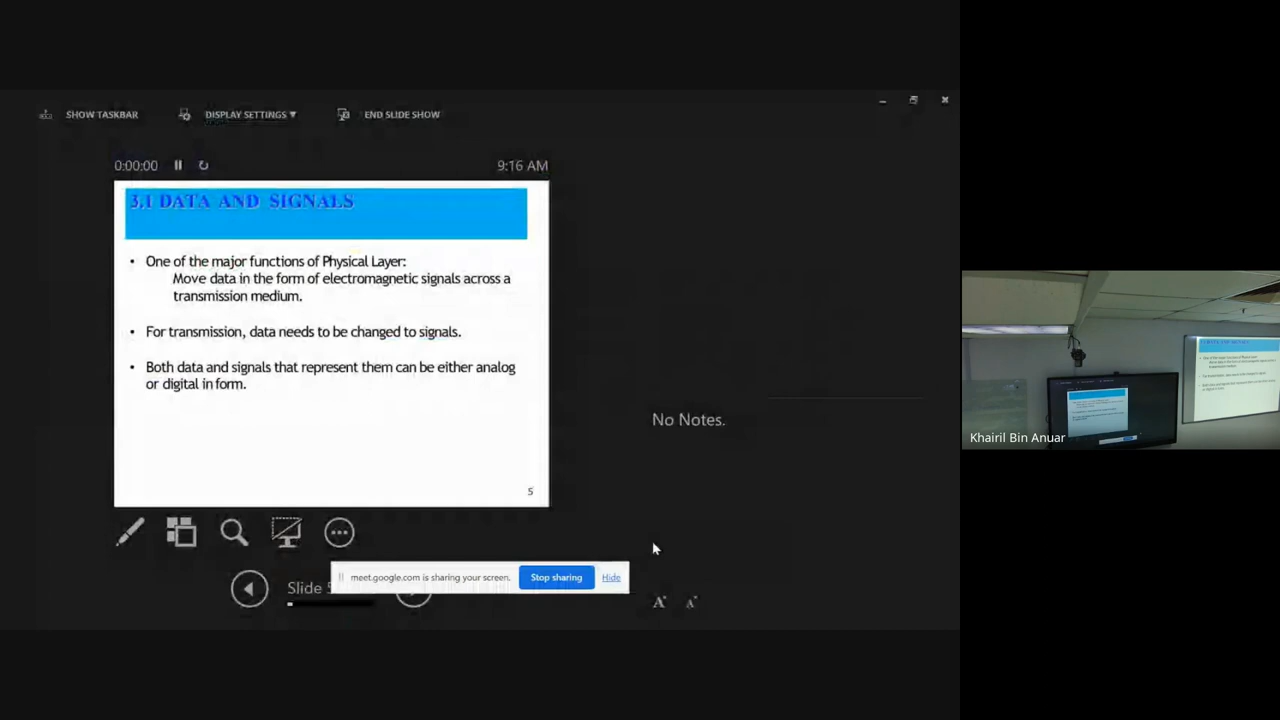 SHOW TASKBAR
DISPLAY SETTINGS ▼
END SLIDE SHOW
0:00:00
9:16 AM
3.1 DATA AND SIGNALS
• One of the major functions of Physical Layer:
Move data in the form of electromagnetic signals across a
transmission medium.
• For transmission, data needs to be changed to signals.
• Both data and signals that represent them can be either analog
or digital in form.
5
No Notes.
meet.google.com is sharing your screen.
Stop sharing
Hide
Slide 5
A
A
Khairil Bin Anuar